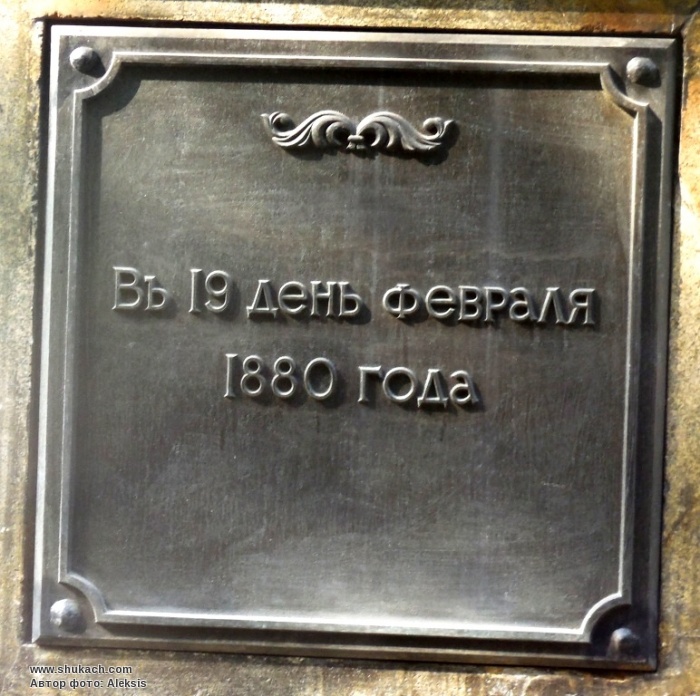 Въ 19 день февраля
1880 года
www.shukach.com
Автор фото: Aleksis